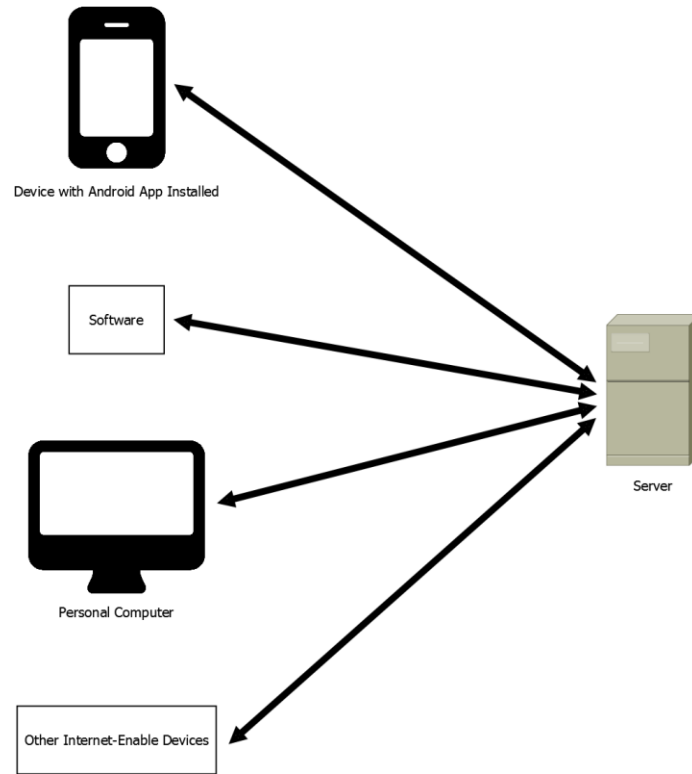 Device with Android App Installed
Software
Server
Personal Computer
Other Internet-Enable Devices